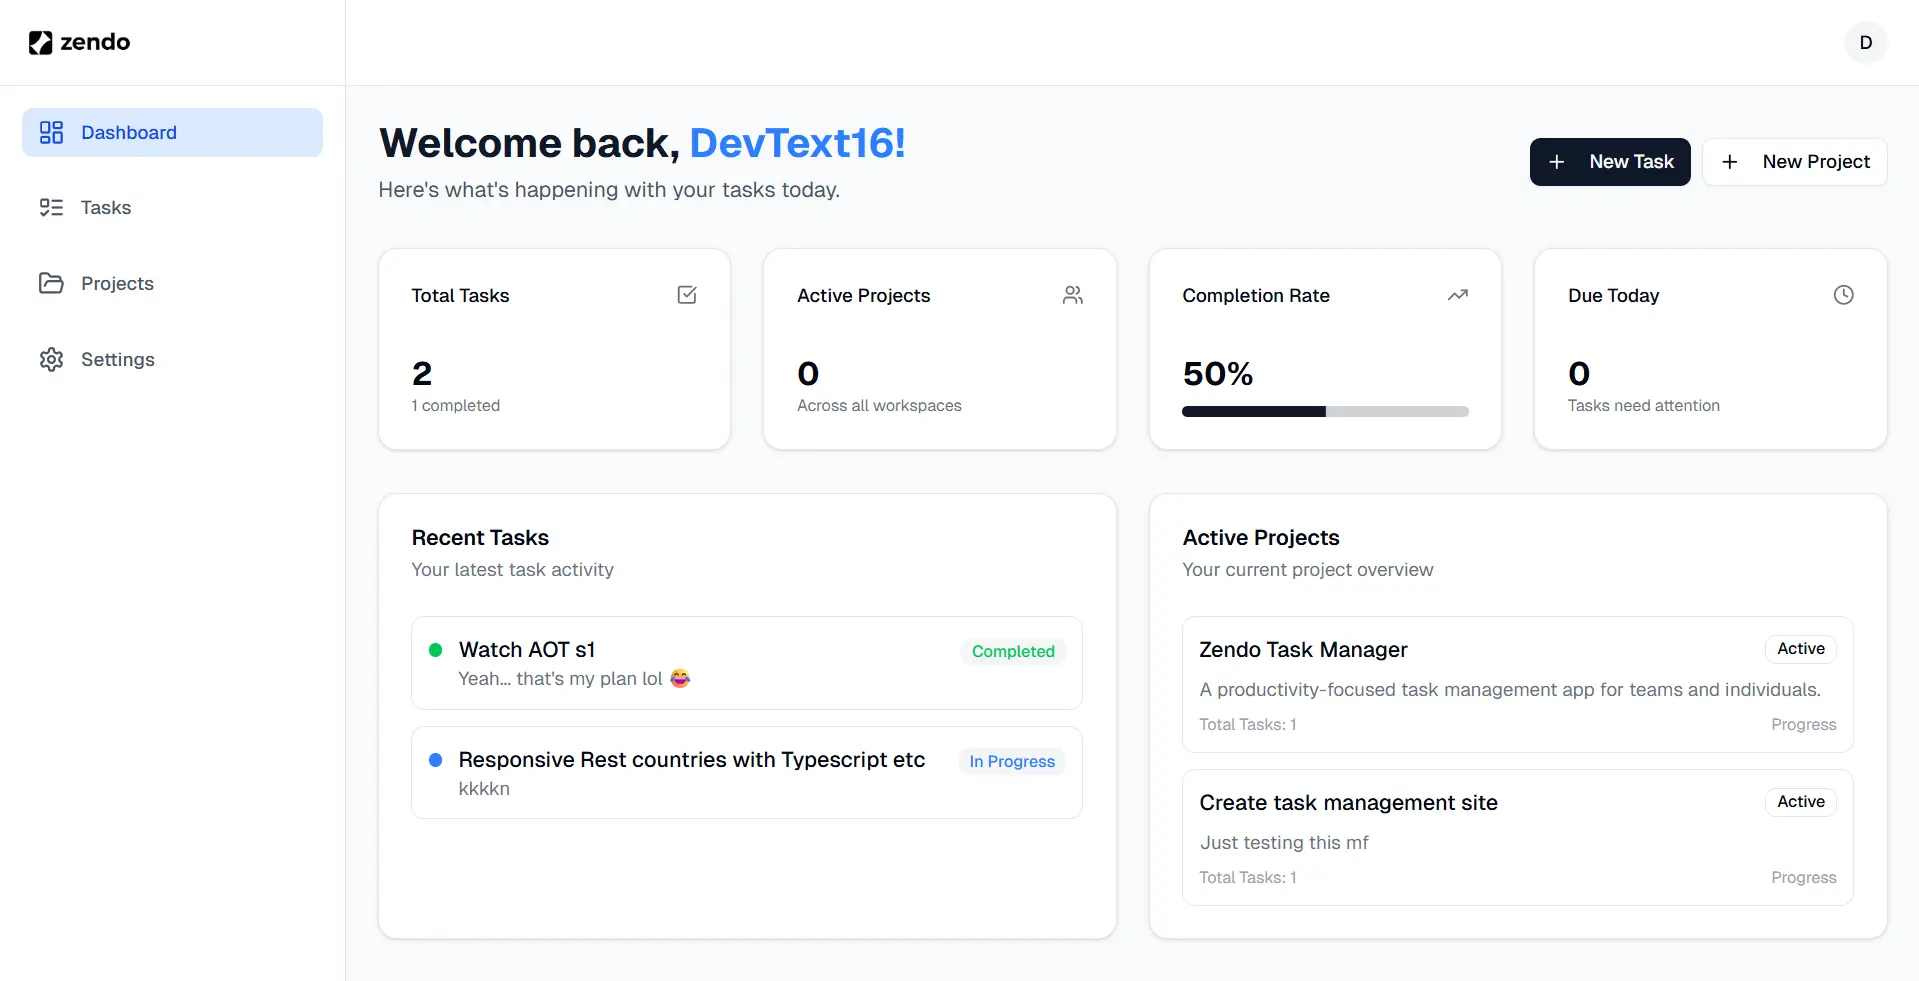 zendo
D
Dashboard
Tasks
Projects
Settings
Welcome back, DevText16!
Here's what's happening with your tasks today.
New Task
New Project
Total Tasks
2
1 completed
Active Projects
0
Across all workspaces
Completion Rate
50%
Due Today
0
Tasks need attention
Recent Tasks
Your latest task activity
Watch AOT s1
Completed
Yeah... that's my plan lol 😂
Responsive Rest countries with Typescript etc
In Progress
kkkkn
Active Projects
Your current project overview
Zendo Task Manager
Active
A productivity-focused task management app for teams and individuals.
Total Tasks: 1
Progress
Create task management site
Active
Just testing this mf
Total Tasks: 1
Progress